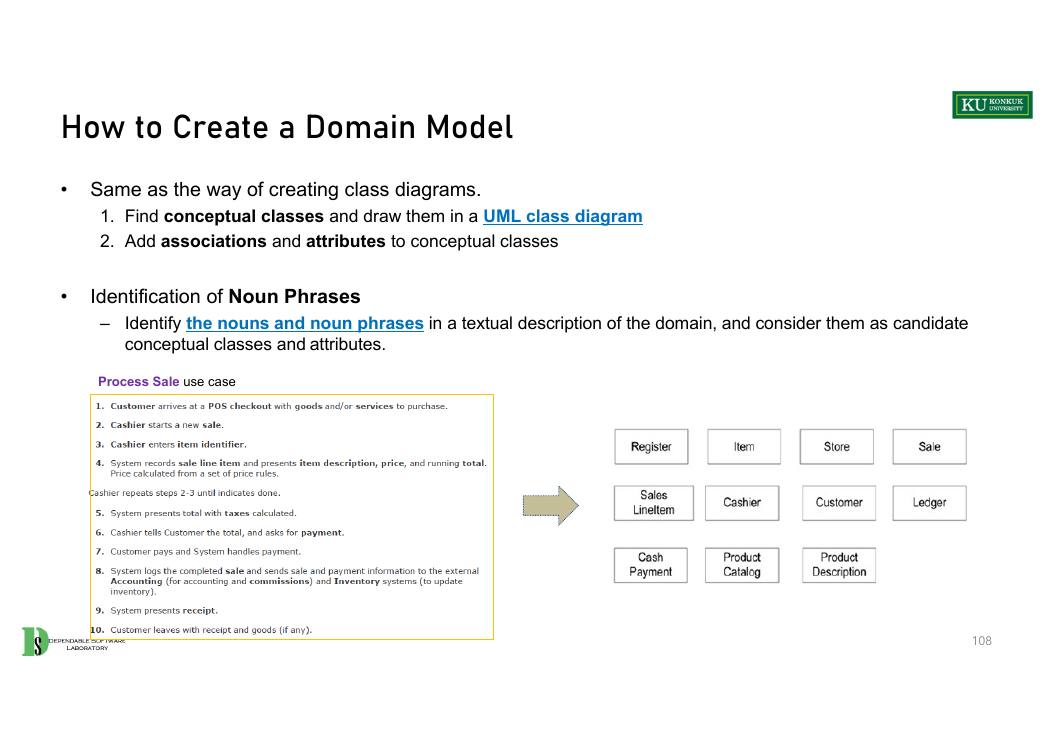 KU KONKUK
UNIVERSITY
How to Create a Domain Model
• Same as the way of creating class diagrams.
1. Find conceptual classes and draw them in a UML class diagram
2. Add associations and attributes to conceptual classes
• Identification of Noun Phrases
– Identify the nouns and noun phrases in a textual description of the domain, and consider them as candidate
conceptual classes and attributes.
Process Sale use case
1. Customer arrives at a POS checkout with goods and/or services to purchase.
2. Cashier starts a new sale.
3. Cashier enters item identifier.
4. System records sale line item and presents item description, price, and running total.
Price calculated from a set of price rules.
Cashier repeats steps 2-3 until indicates done.
5. System presents total with taxes calculated.
6. Cashier tells Customer the total, and asks for payment.
7. Customer pays and System handles payment.
8. System logs the completed sale and sends sale and payment information to the external
Accounting (for accounting and commissions) and Inventory systems (to update
inventory).
9. System presents receipt.
10. Customer leaves with receipt and goods (if any).
Register
Item
Store
Sale
Sales
LineItem
Cashier
Customer
Ledger
Cash
Payment
Product
Catalog
Product
Description
DS
DEPENDABLE SOFTWARE
LABORATORY
108